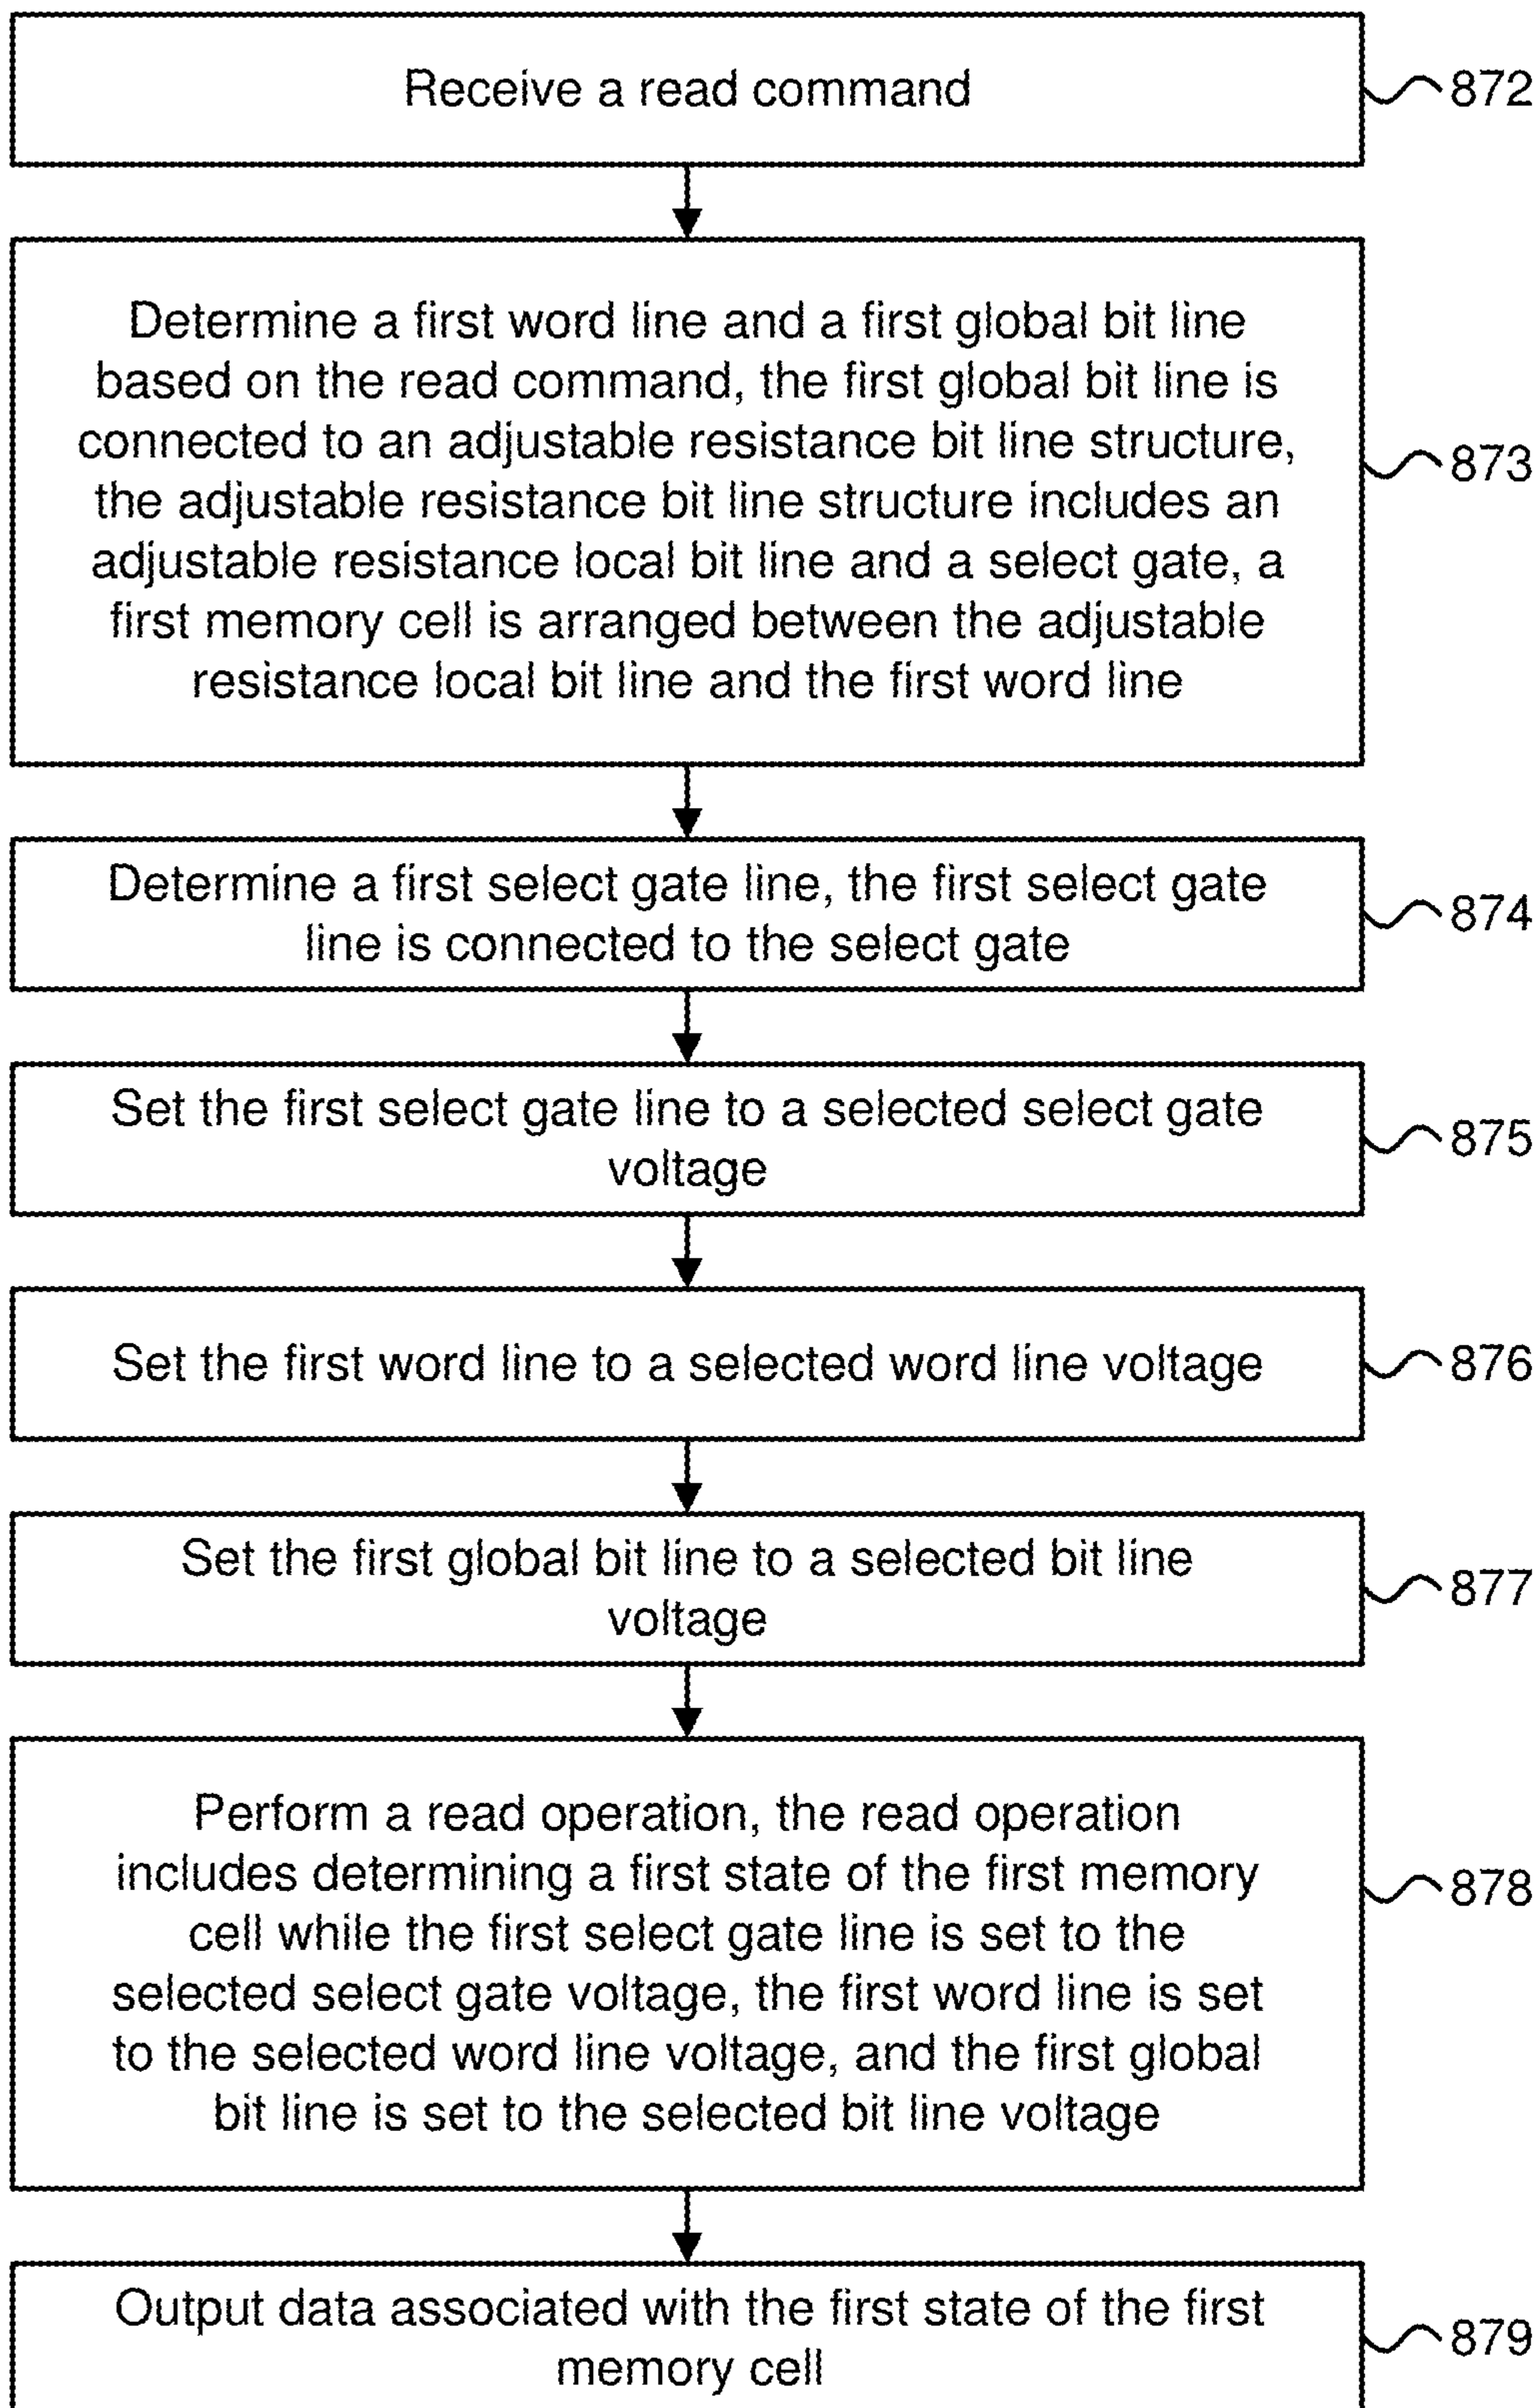 Receive a read command
872
Determine a first word line and a first global bit line
based on the read command, the first global bit line is
connected to an adjustable resistance bit line structure,
the adjustable resistance bit line structure includes an
adjustable resistance local bit line and a select gate, a
first memory cell is arranged between the adjustable
resistance local bit line and the first word line
873
Determine a first select gate line, the first select gate
line is connected to the select gate
874
Set the first select gate line to a selected select gate
voltage
875
Set the first word line to a selected word line voltage
876
Set the first global bit line to a selected bit line
voltage
877
Perform a read operation, the read operation
includes determining a first state of the first memory
cell while the first select gate line is set to the
selected select gate voltage, the first word line is set
to the selected word line voltage, and the first global
bit line is set to the selected bit line voltage
878
Output data associated with the first state of the first
memory cell
879